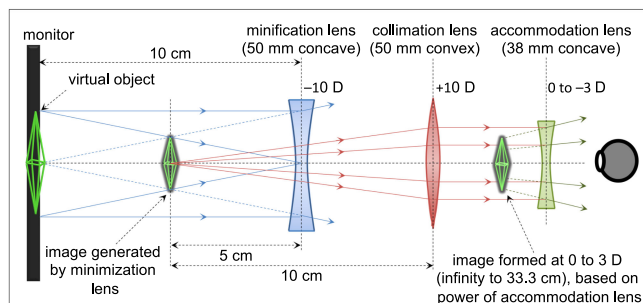 monitor
virtual object
10 cm
minification lens
(50 mm concave)
–10 D
collimation lens
(50 mm convex)
+10 D
accommodation lens
(38 mm concave)
0 to –3 D
image generated
by minimization
lens
5 cm
10 cm
image formed at 0 to 3 D
(infinity to 33.3 cm), based on
power of accommodation lens